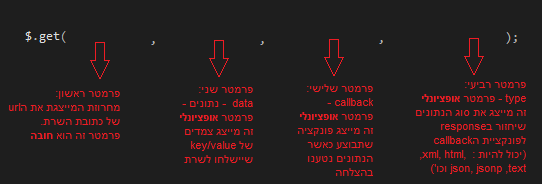 $.get(          ,          ,          ,          );
פרמטר ראשון:
מחרוזת המייצגת את הurl
של כתובת השרת.
פרמטר זה הוא חובה
פרמטר שני:
data - נתונים -
פרמטר אופציונלי
זה מייצג צמדים
של key/value
שיישלחו לשרת
פרמטר שלישי:
callback -
פרמטר אופציונלי
זה מייצג פונקציה
שתבוצע כאשר
הנתונים נטענו
בהצלחה
פרמטר רביעי:
type - פרמטר אופציונלי
זה מייצג את סוג הנתונים
שיחזור בresponse
לפונקציית הcallback
(יכול להיות : xml, html,
text, json, jsonp וכו')